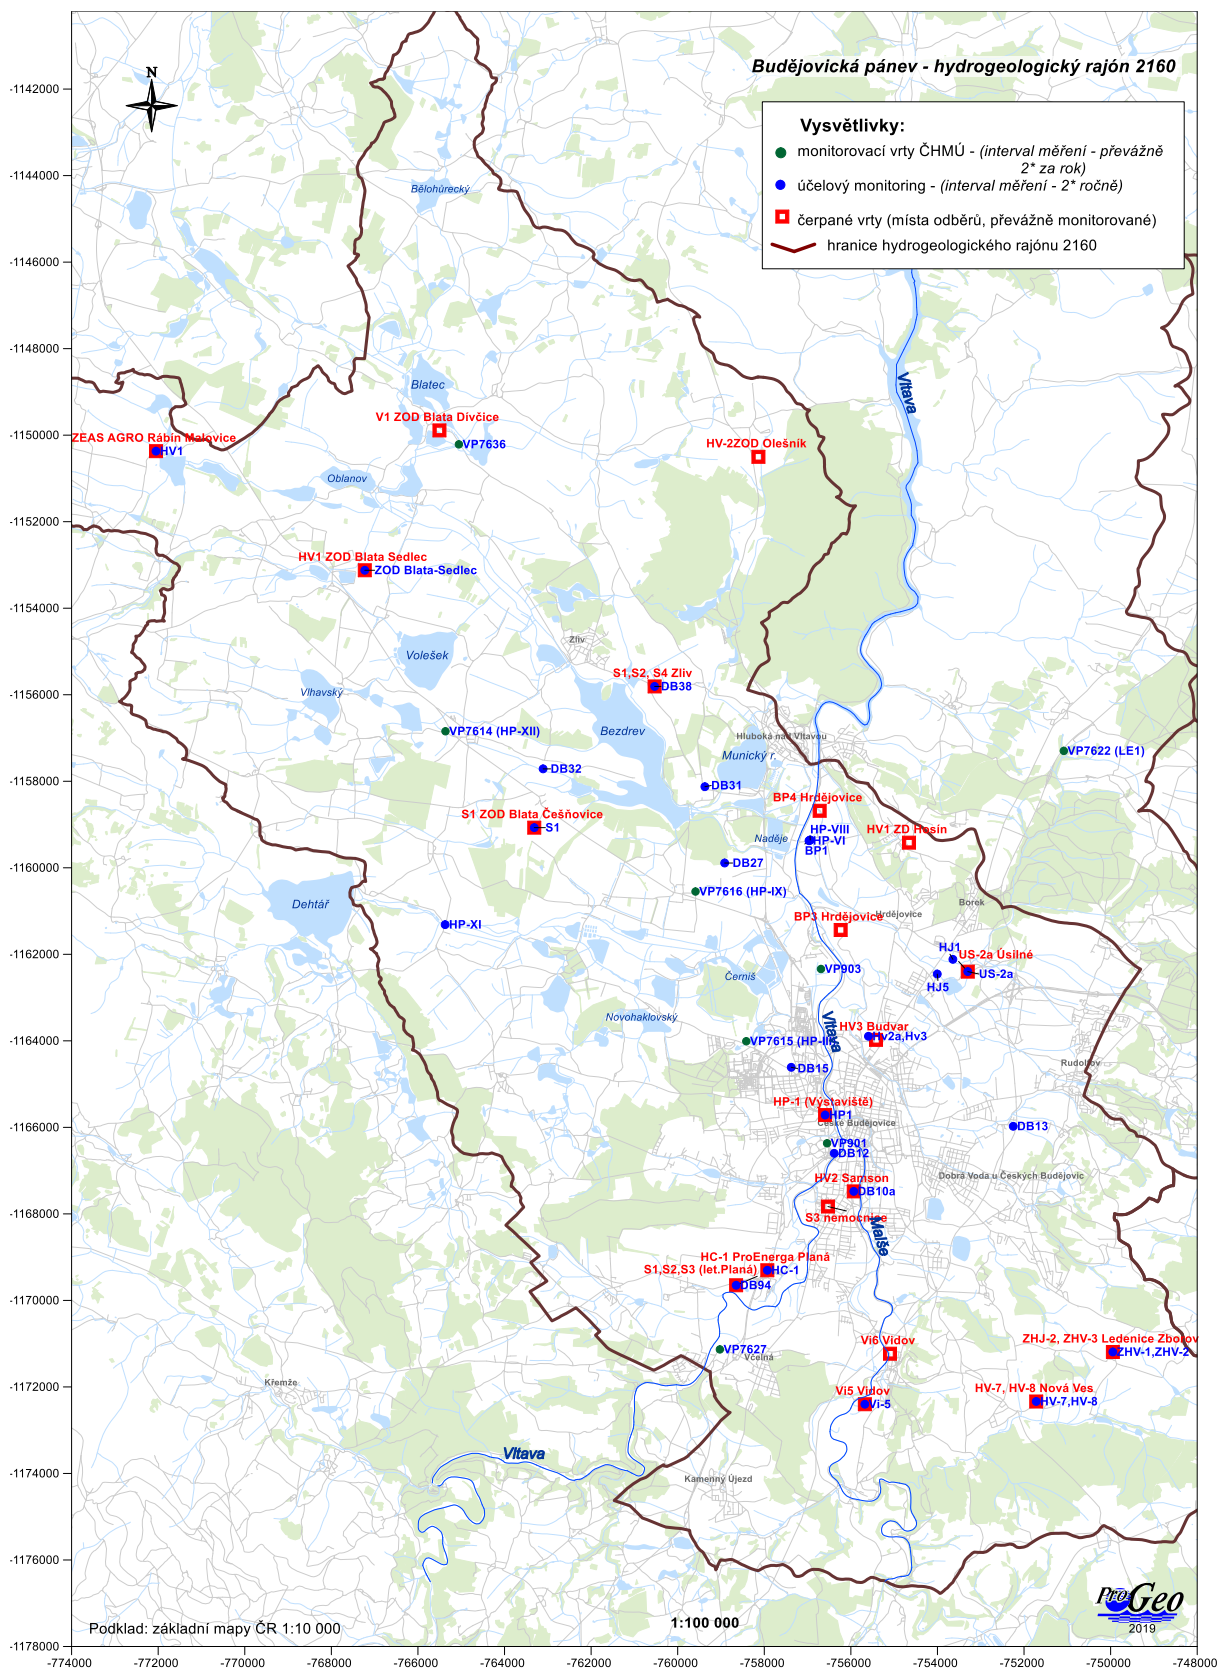 Budějovická pánev - hydrogeologický rajón 2160
N
Vysvětlivky:
monitorovací vrty ČHMÚ - (interval měření - převážně
2* za rok)
účelový monitoring - (interval měření - 2* ročně)
čerpané vrty (místa odběrů, převážně monitorované)
hranice hydrogeologického rajónu 2160
-1142000
-1144000
-1146000
-1148000
-1150000
-1152000
-1154000
-1156000
-1158000
-1160000
-1162000
-1164000
-1166000
-1168000
-1170000
-1172000
-1174000
-1176000
-1178000
Bělohůrecký
Vltava
Blatec
V1 ZOD Blata Divčice
VP7636
ZEAS AGRO Rábín Malovice
HV1
HV-2ZOD Olešník
Oblanov
HV1 ZOD Blata Sedlec
ZOD Blata-Sedlec
Zliv
Volešek
S1,S2, S4 Zliv
DB38
Vlhavský
VP7614 (HP-XII)
Bezdrev
Hluboká nad Vltavou
Munický r.
VP7622 (LE1)
DB32
DB31
BP4 Hrdějovice
S1 ZOD Blata Češňovice
S1
HP-VIII
HP-VI
BP1
Naděje
HV1 ZD Hosín
DB27
VP7616 (HP-IX)
Dehtář
HP-XI
BP3 Hrdějovice
Hrdějovice
Borek
HJ1
US-2a Úsilné
US-2a
HJ5
VP903
Černiš
Novohaklovský
Vltava
HV3 Budvar
Hv2a,Hv3
VP7615 (HP-II)
DB15
Rudolfov
HP-1 (Výstaviště)
HP1
České Budějovice
DB13
VP901
DB12
Dobrá Voda u Českých Budějovic
HV2 Samson
DB10a
S3 nemocnice
Malše
HC-1 ProEnerga Planá
S1,S2,S3 (let.Planá)
HC-1
DB94
VP7627
Včelná
Vi6 Vidov
ZHJ-2, ZHV-3 Ledenice Zborov
ZHV-1,ZHV-2
Křemže
Vi5 Vidov
Vi-5
HV-7, HV-8 Nová Ves
HV-7,HV-8
Vltava
Kamenný Újezd
ProGeo
2019
Podklad: základní mapy ČR 1:10 000
1:100 000
-774000 -772000 -770000 -768000 -766000 -764000 -762000 -760000 -758000 -756000 -754000 -752000 -750000 -748000